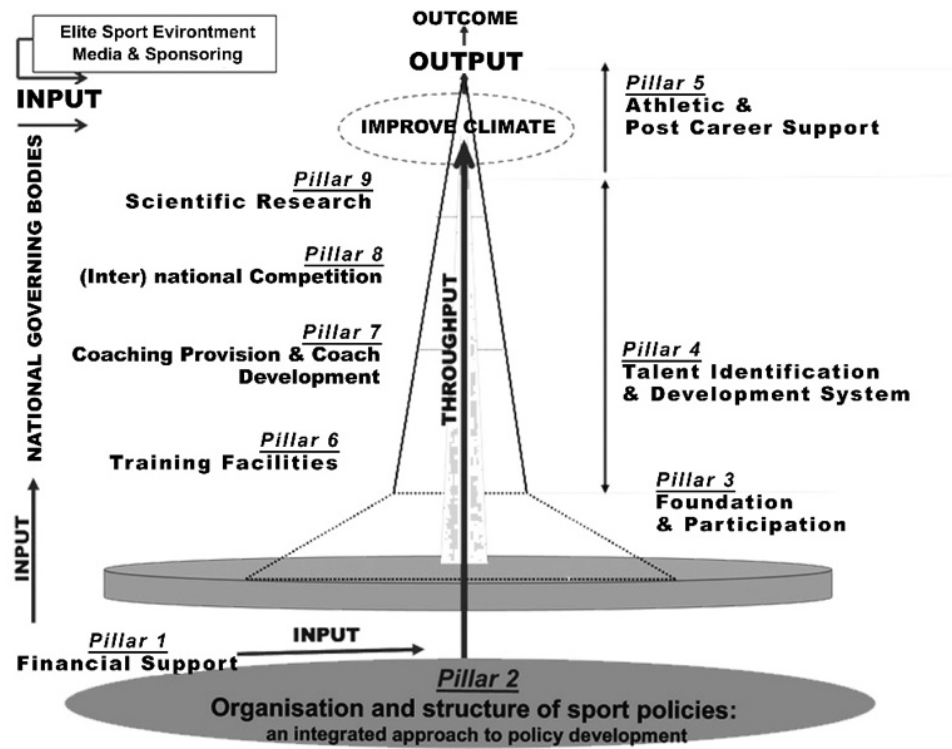 OUTCOME
Elite Sport Evirontment
Media & Sponsoring
OUTPUT
INPUT
Pillar 5
Athletic &
Post Career Support
IMPROVE CLIMATE
Pillar 9
Scientific Research
NATIONAL GOVERNING BODIES
Pillar 8
(Inter) national Competition
THROUGHPUT
Pillar 7
Coaching Provision & Coach
Development
Pillar 4
Talent Identification
& Development System
Pillar 6
Training Facilities
Pillar 3
Foundation
& Participation
INPUT
Pillar 1
Financial Support
INPUT
Pillar 2
Organisation and structure of sport policies:
an integrated approach to policy development